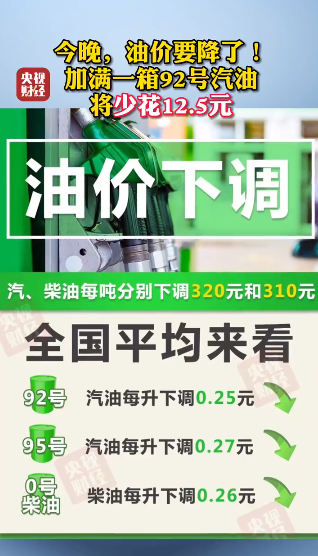 今晚，油价要降了！
央视
财经
加满一箱92号汽油
将少花12.5元
油价下调
汽、柴油每吨分别下调320元和310元
全国平均来看
92号 汽油每升下调0.25元
95号 汽油每升下调0.27元
0号
柴油 柴油每升下调0.26元